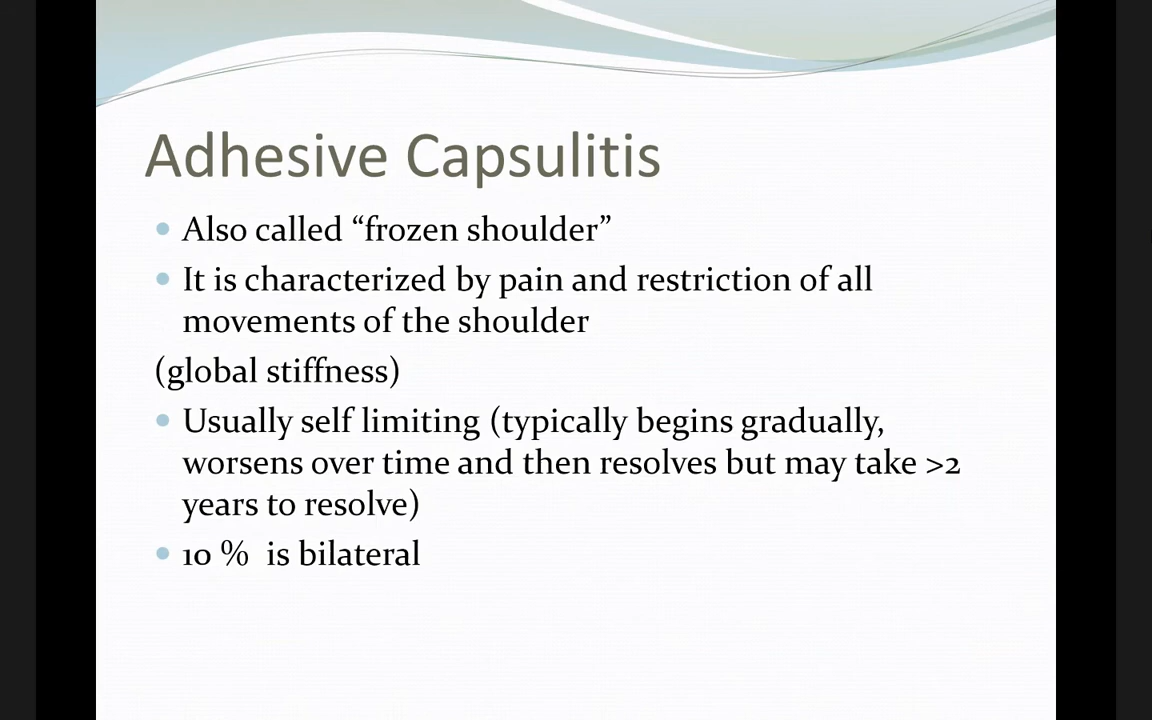 Adhesive Capsulitis
Also called “frozen shoulder”
It is characterized by pain and restriction of all
movements of the shoulder
(global stiffness)
Usually self limiting (typically begins gradually,
worsens over time and then resolves but may take >2
years to resolve)
10 %  is bilateral